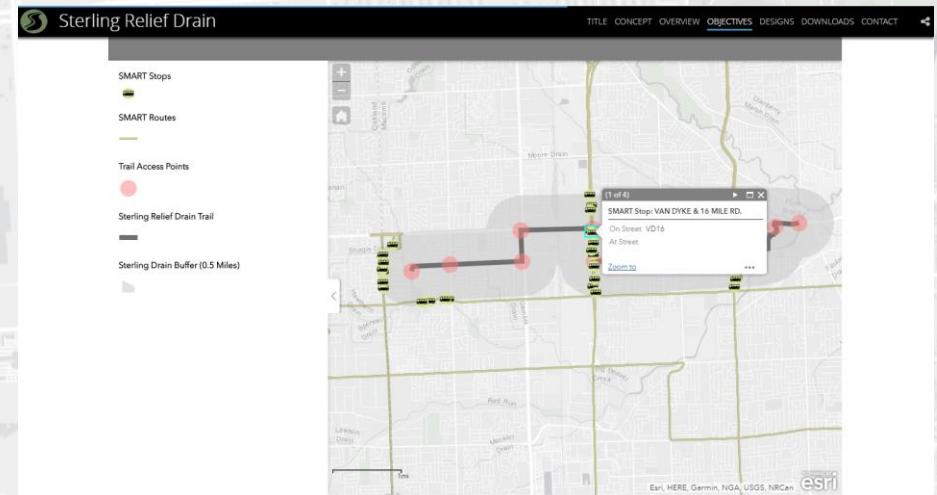 Sterling Relief Drain
TITLE CONCEPT OVERVIEW OBJECTIVES DESIGNS DOWNLOADS CONTACT
SMART Stops
SMART Routes
Trail Access Points
Sterling Relief Drain Trail
Sterling Drain Buffer (0.5 Miles)
+
−
Moore Drain
(1 of 4)
SMART Stop: VAN DYKE & 16 MILE RD.
On Street VD16
At Street
Zoom to
•••
Red Run
Drain
Drain
1mi
Esri, HERE, Garmin, NGA, USGS, NRCan
esri